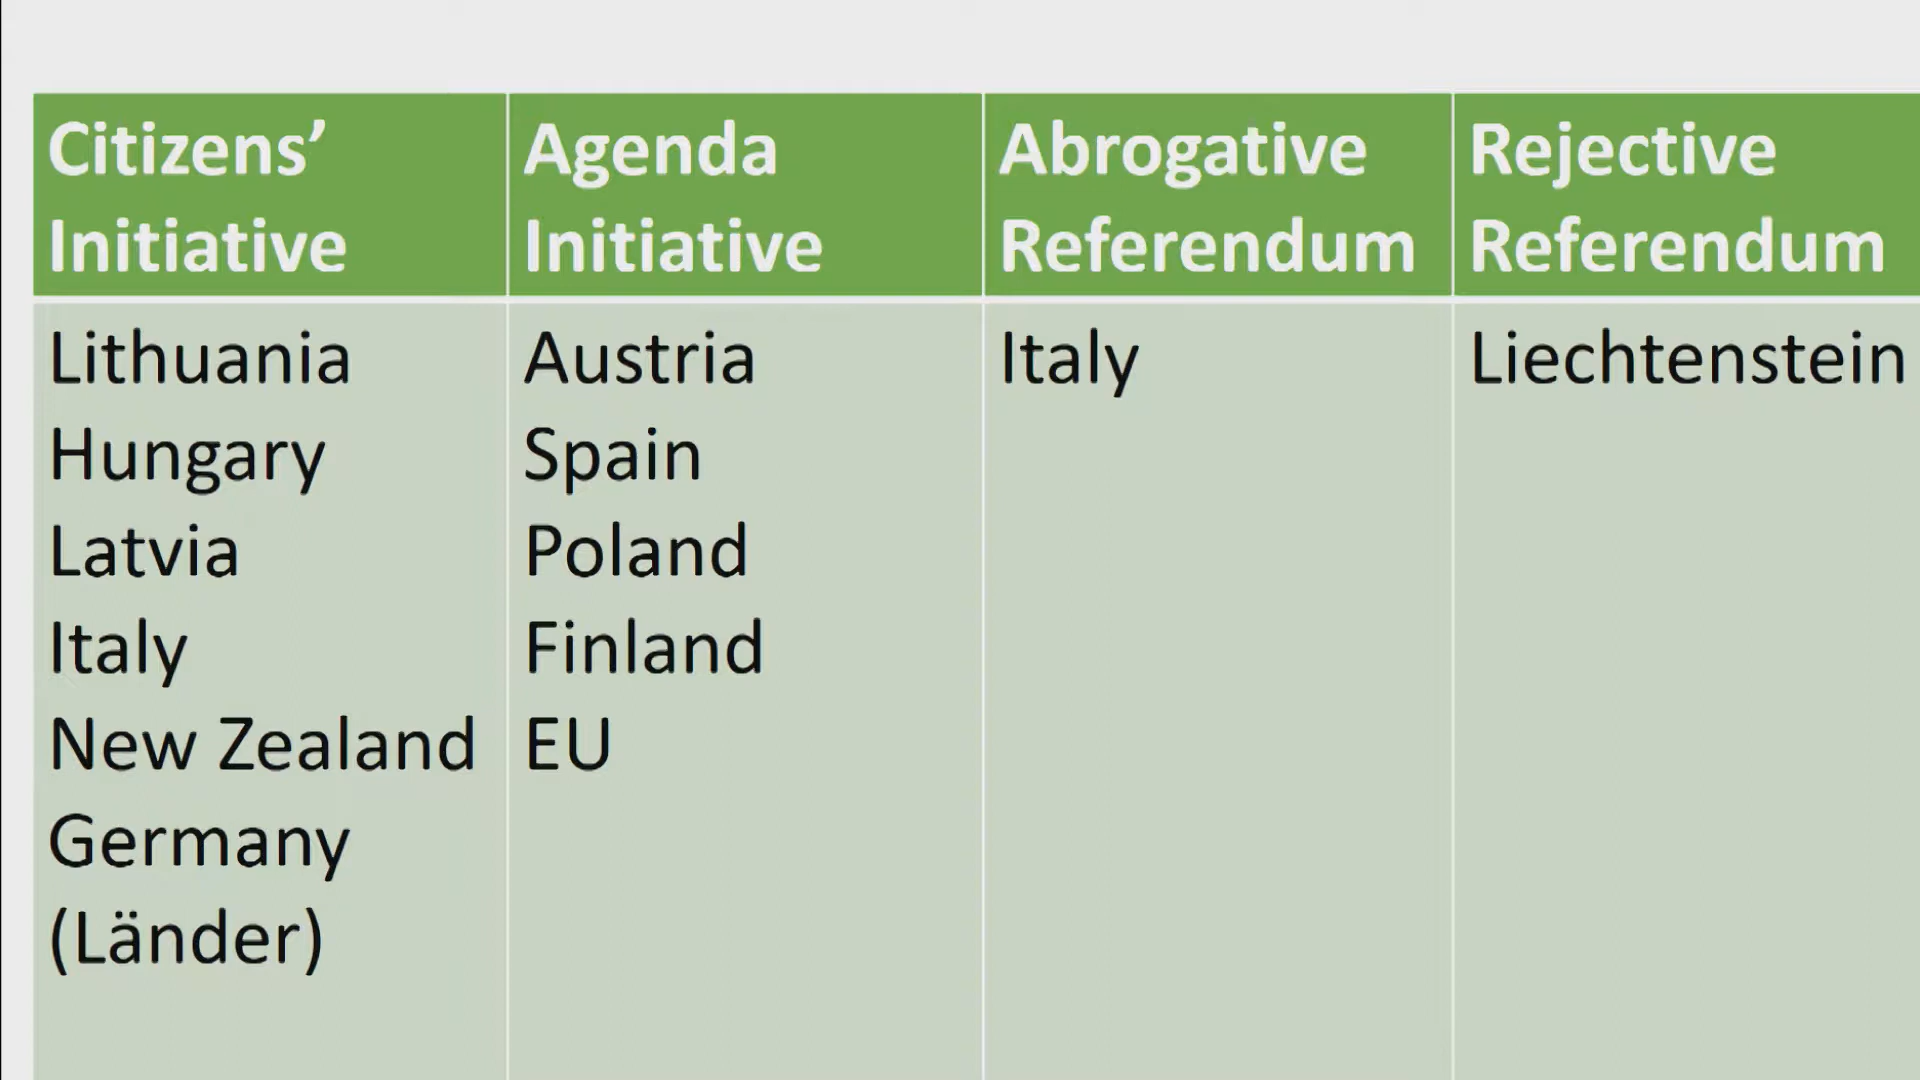 Citizens’
Initiative
Agenda
Initiative
Abrogative
Referendum
Rejective
Referendum
Lithuania
Hungary
Latvia
Italy
New Zealand
Germany
(Länder)
Austria
Spain
Poland
Finland
EU
Italy
Liechtenstein